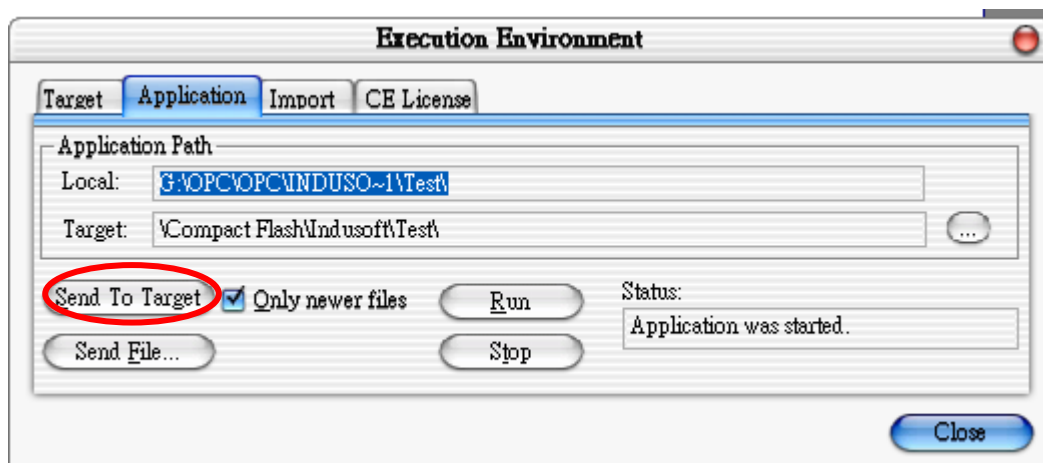 Execution Environment
Target Application Import CE License
Application Path
Local: G:\OPC\OPC\INDUSO~1\Test\
Target: \Compact Flash\Indusoft\Test\ ...
Send To Target Only newer files Run Status:
Application was started.
Send File... Stop
Close